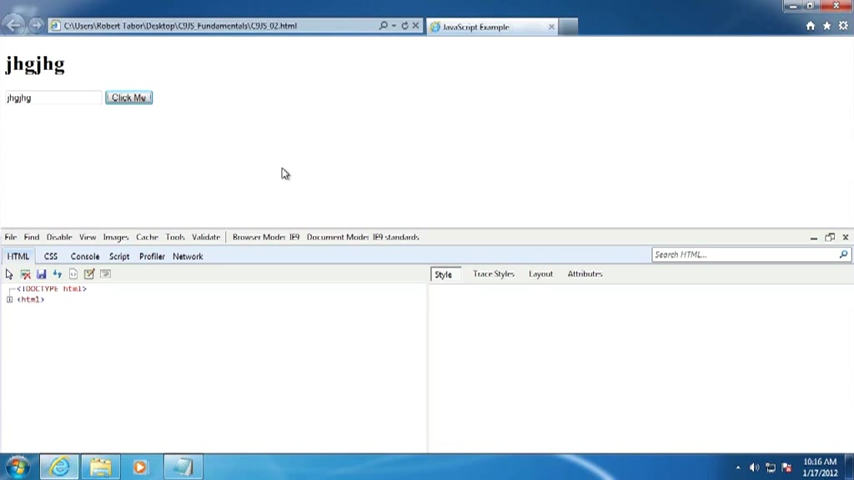 C:\Users\Robert Tabor\Desktop\C9JS_Fundamentals\C9JS_02.html
JavaScript Example
jhgjhg
jhgjhg
Click Me
File Find Disable View Images Cache Tools Validate Browser Mode: IE9 Document Mode: IE9 standards
HTML CSS Console Script Profiler Network
Search HTML...
Style Trace Styles Layout Attributes
<!DOCTYPE html>
<html>
10:16 AM
1/17/2012